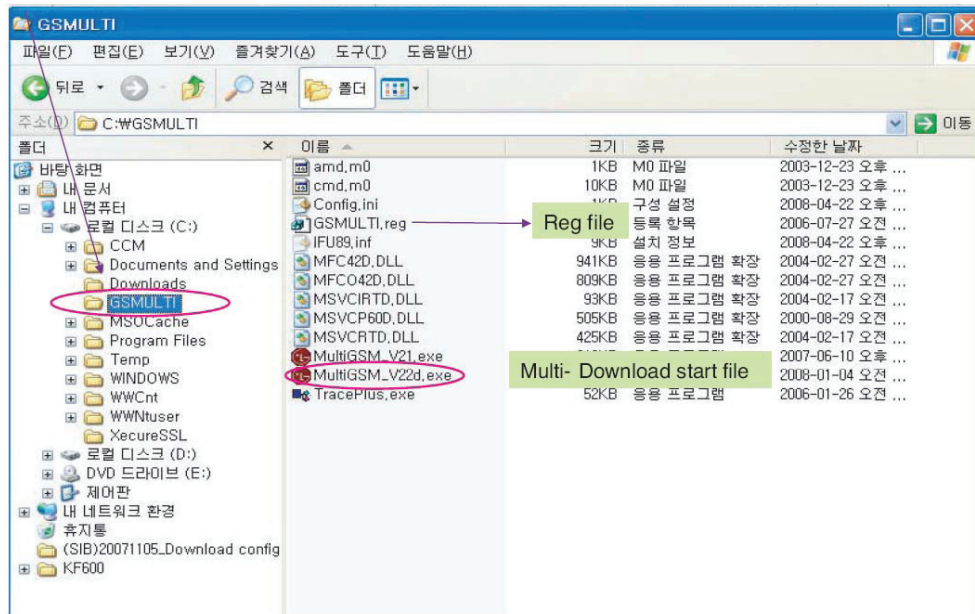 GSMULTI
파일(F) 편집(E) 보기(V) 즐겨찾기(A) 도구(T) 도움말(H)
뒤로 검색 폴더
주소(D) C:₩GSMULTI 이동
폴더 ×
바탕 화면
내 문서
내 컴퓨터
로컬 디스크 (C:)
CCM
Documents and Settings
Downloads
GSMULTI
MSOCache
Program Files
Temp
WINDOWS
WWCnt
WWNtuser
XecureSSL
로컬 디스크 (D:)
DVD 드라이브 (E:)
제어판
내 네트워크 환경
휴지통
(SIB)20071105_Download config
KF600
이름 크기 종류 수정한 날짜
amd,m0 1KB M0 파일 2003-12-23 오후 ...
cmd,m0 10KB M0 파일 2003-12-23 오후 ...
Config,ini 1KB 구성 설정 2008-04-22 오후 ...
GSMULTI,reg Reg file 등록 항목 2006-07-27 오전 ...
IFU89,inf 9KB 설치 정보 2008-04-22 오후 ...
MFC42D,DLL 941KB 응용 프로그램 확장 2004-02-27 오전 ...
MFCO42D,DLL 809KB 응용 프로그램 확장 2004-02-27 오전 ...
MSVCIRTD,DLL 93KB 응용 프로그램 확장 2004-02-17 오전 ...
MSVCP60D,DLL 505KB 응용 프로그램 확장 2000-08-29 오전 ...
MSVCRTD,DLL 425KB 응용 프로그램 확장 2004-02-17 오전 ...
MultiGSM_V21,exe 2007-06-10 오후 ...
MultiGSM_V22d,exe Multi- Download start file 2008-01-04 오전 ...
TracePlus,exe 52KB 응용 프로그램 2006-01-26 오전 ...